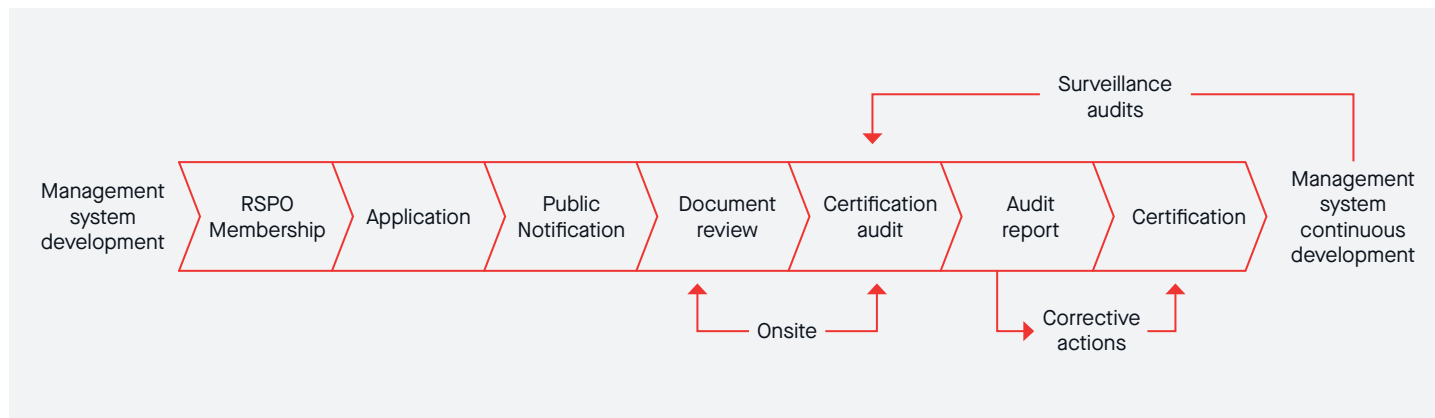 Surveillance
audits
Management
system
development
RSPO
Membership
Application
Public
Notification
Document
review
Certification
audit
Audit
report
Certification
Management
system
continuous
development
Onsite
Corrective
actions